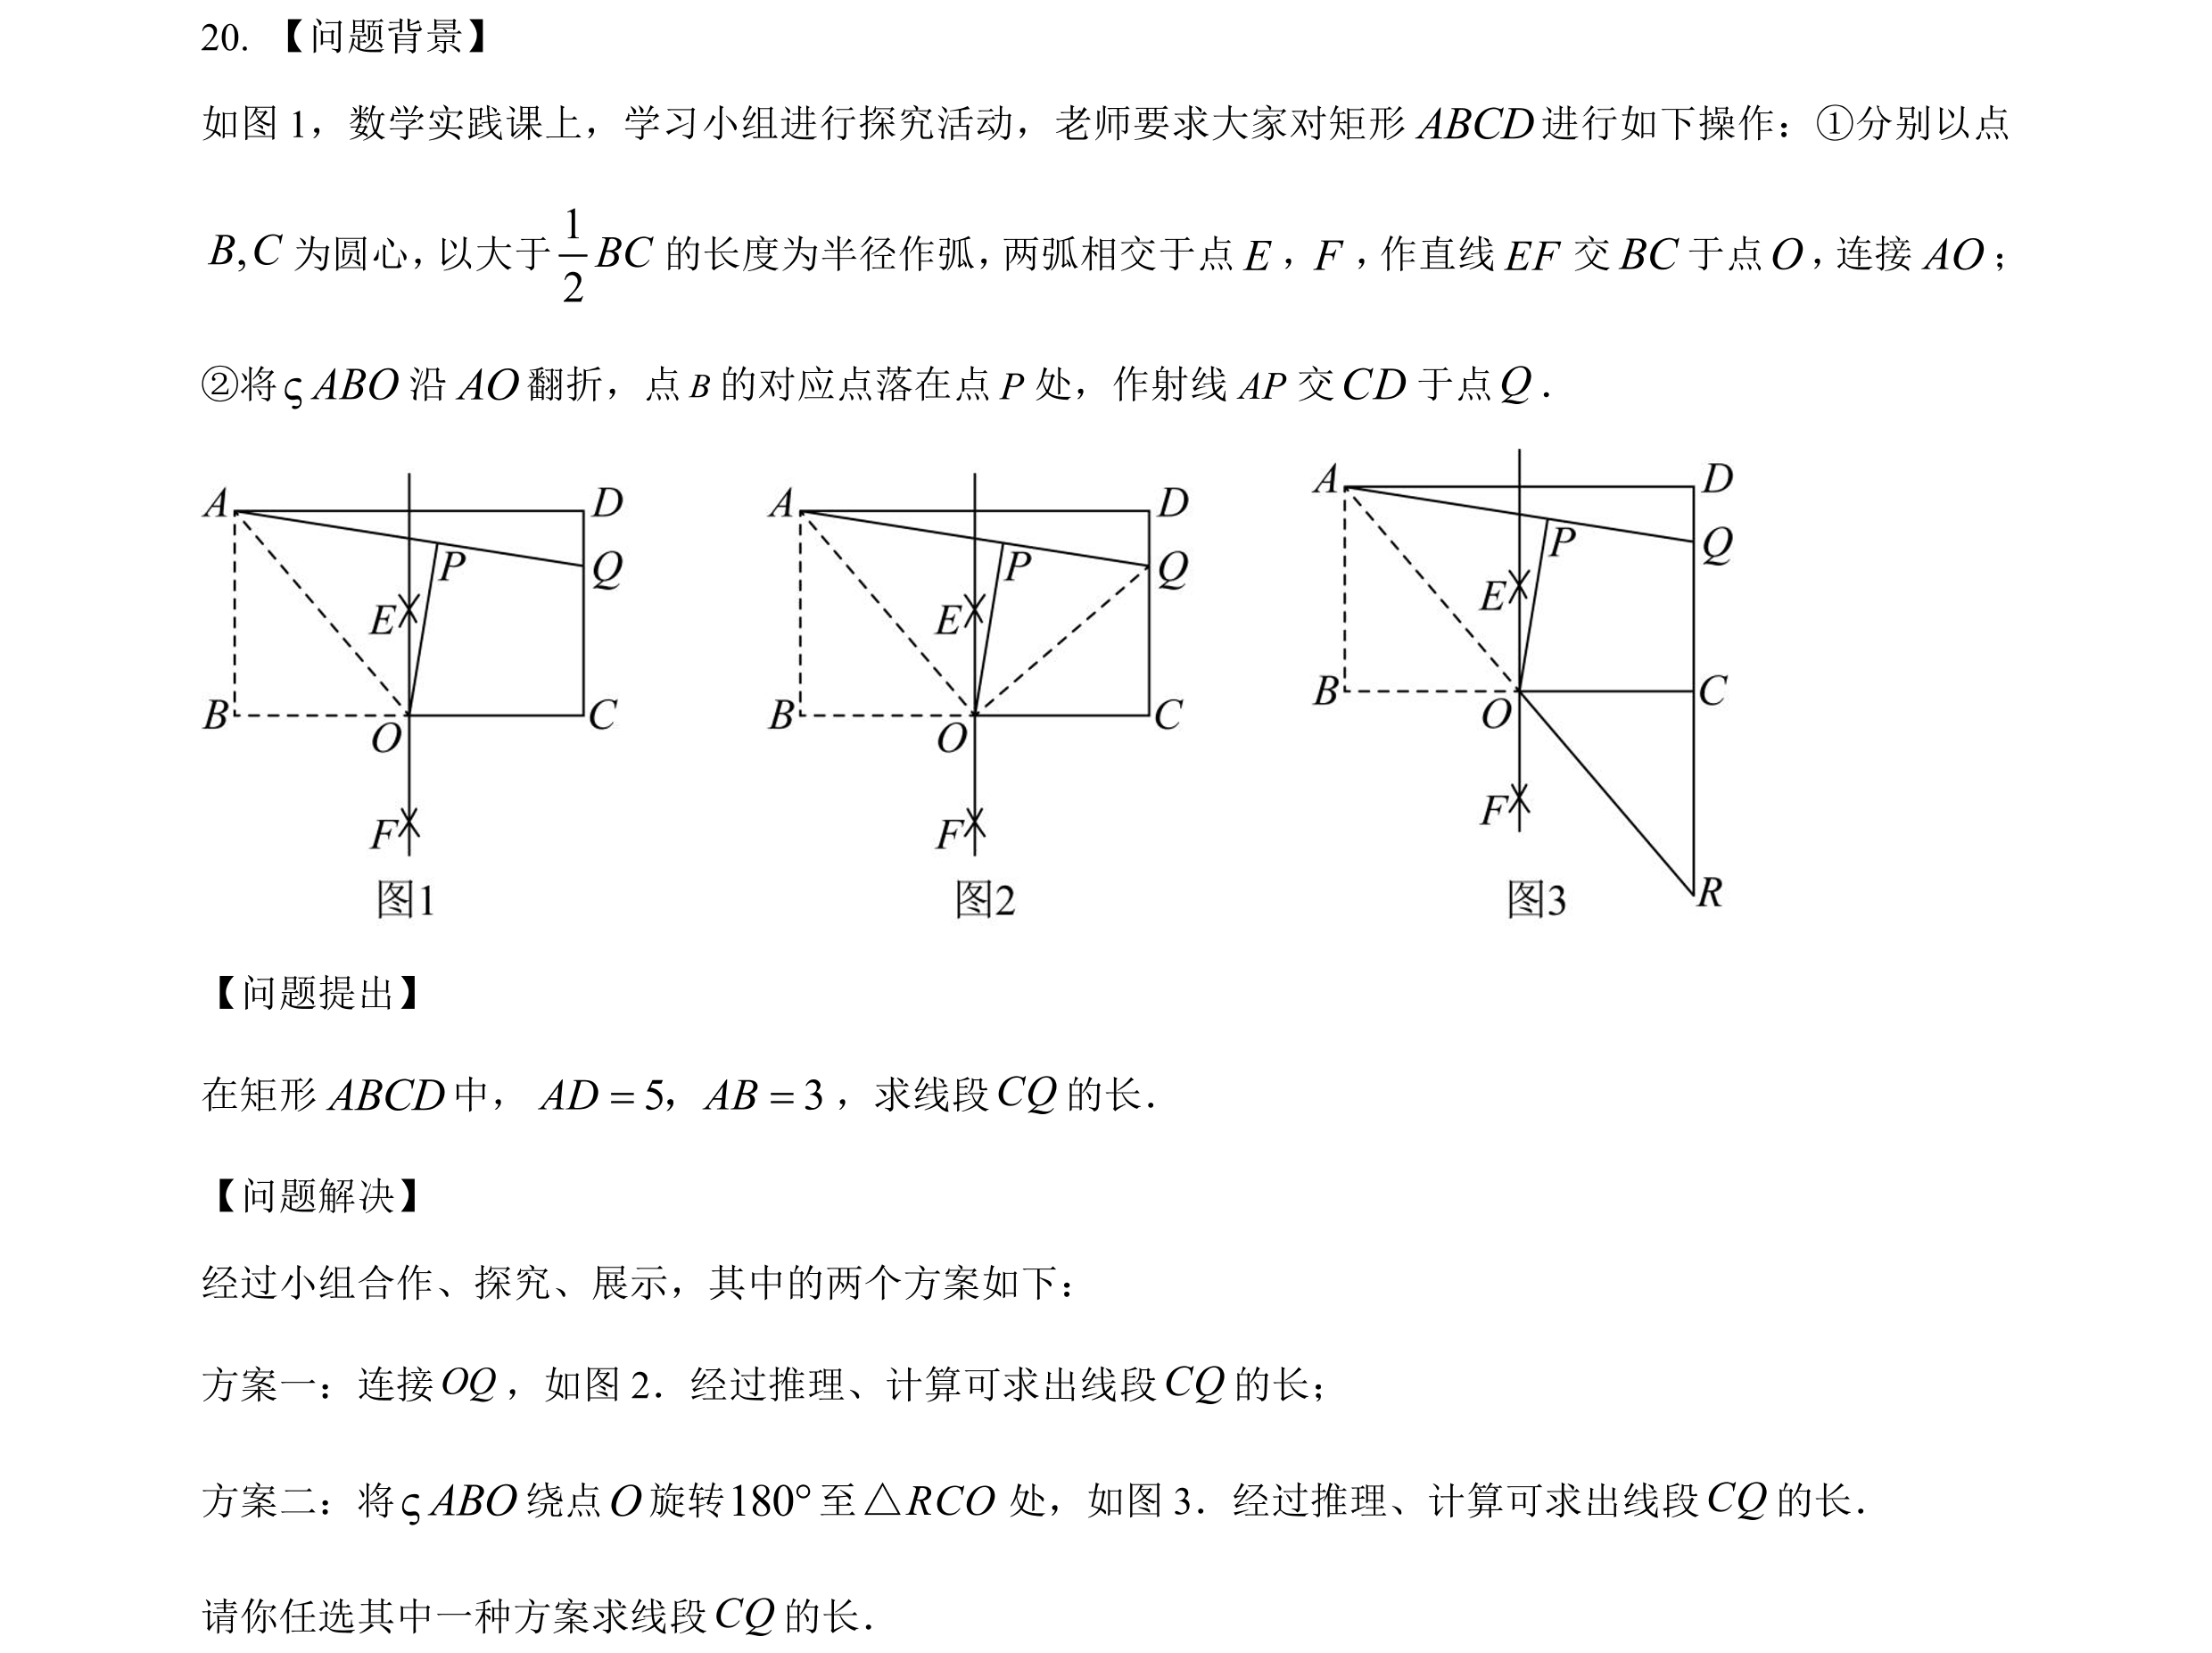 20. 【问题背景】
如图 1，数学实践课上，学习小组进行探究活动，老师要求大家对矩形 ABCD 进行如下操作：①分别以点
B,C 为圆心，以大于 1/2 BC 的长度为半径作弧，两弧相交于点 E，F，作直线 EF 交 BC 于点 O，连接 AO；
②将 ς ABO 沿 AO 翻折，点 B 的对应点落在点 P 处，作射线 AP 交 CD 于点 Q．
A D P Q E B O C F
A D P Q E B O C F
A D P Q E B O C F R
图1 图2 图3
【问题提出】
在矩形 ABCD 中，AD = 5，AB = 3，求线段 CQ 的长．
【问题解决】
经过小组合作、探究、展示，其中的两个方案如下：
方案一：连接 OQ，如图 2．经过推理、计算可求出线段 CQ 的长；
方案二：将 ς ABO 绕点 O 旋转 180° 至 △RCO 处，如图 3．经过推理、计算可求出线段 CQ 的长．
请你任选其中一种方案求线段 CQ 的长．